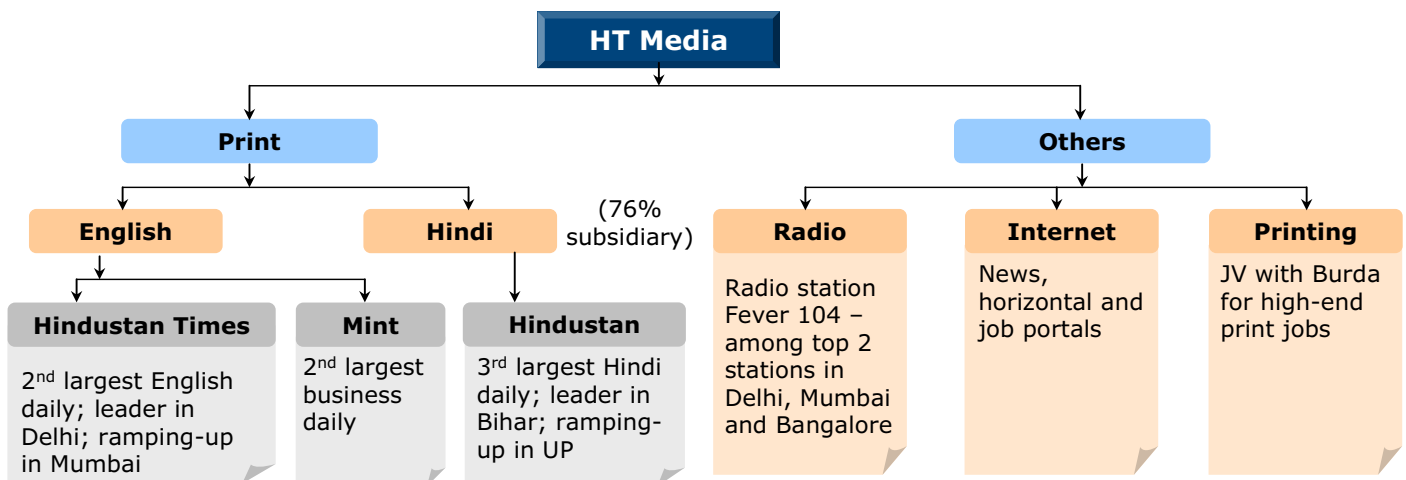 HT Media
Print
Others
English
Hindi
(76%
subsidiary)
Radio
Internet
Printing
Radio station
Fever 104 –
among top 2
stations in
Delhi, Mumbai
and Bangalore
News,
horizontal and
job portals
JV with Burda
for high-end
print jobs
Hindustan Times
Mint
Hindustan
2nd largest English
daily; leader in
Delhi; ramping-up
in Mumbai
2nd largest
business
daily
3rd largest Hindi
daily; leader in
Bihar; ramping-
up in UP